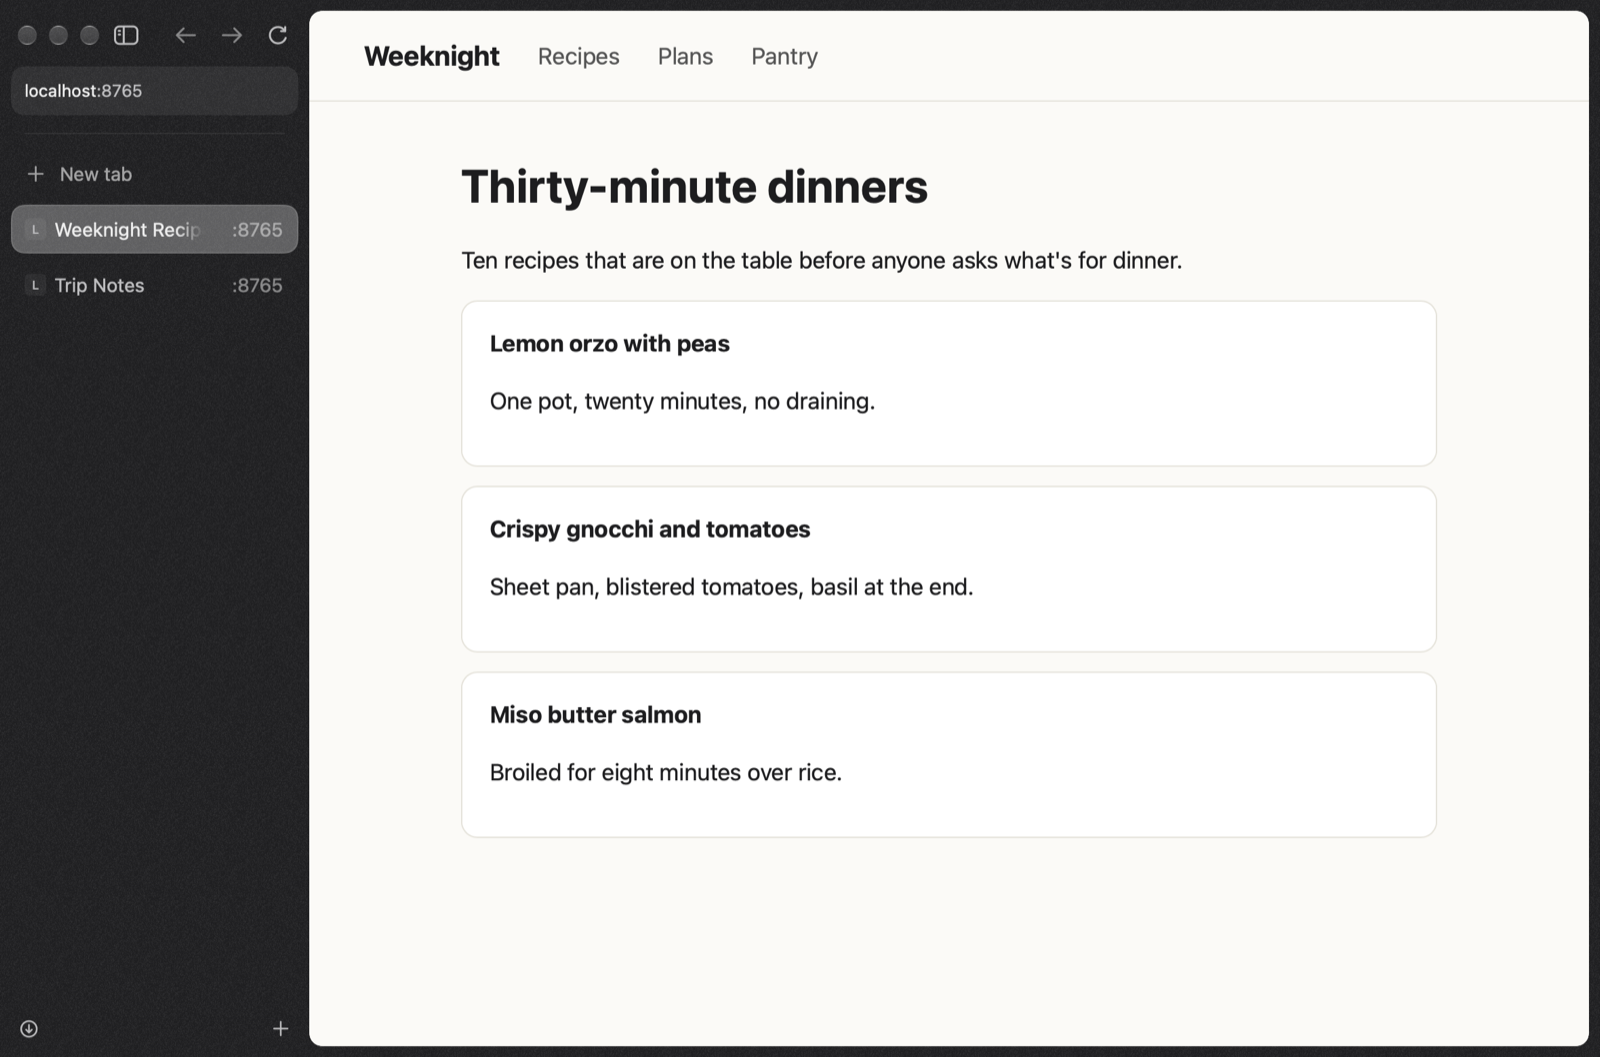 localhost:8765
New tab
L Weeknight Recip :8765
L Trip Notes :8765
Weeknight Recipes Plans Pantry
Thirty-minute dinners
Ten recipes that are on the table before anyone asks what's for dinner.
Lemon orzo with peas
One pot, twenty minutes, no draining.
Crispy gnocchi and tomatoes
Sheet pan, blistered tomatoes, basil at the end.
Miso butter salmon
Broiled for eight minutes over rice.